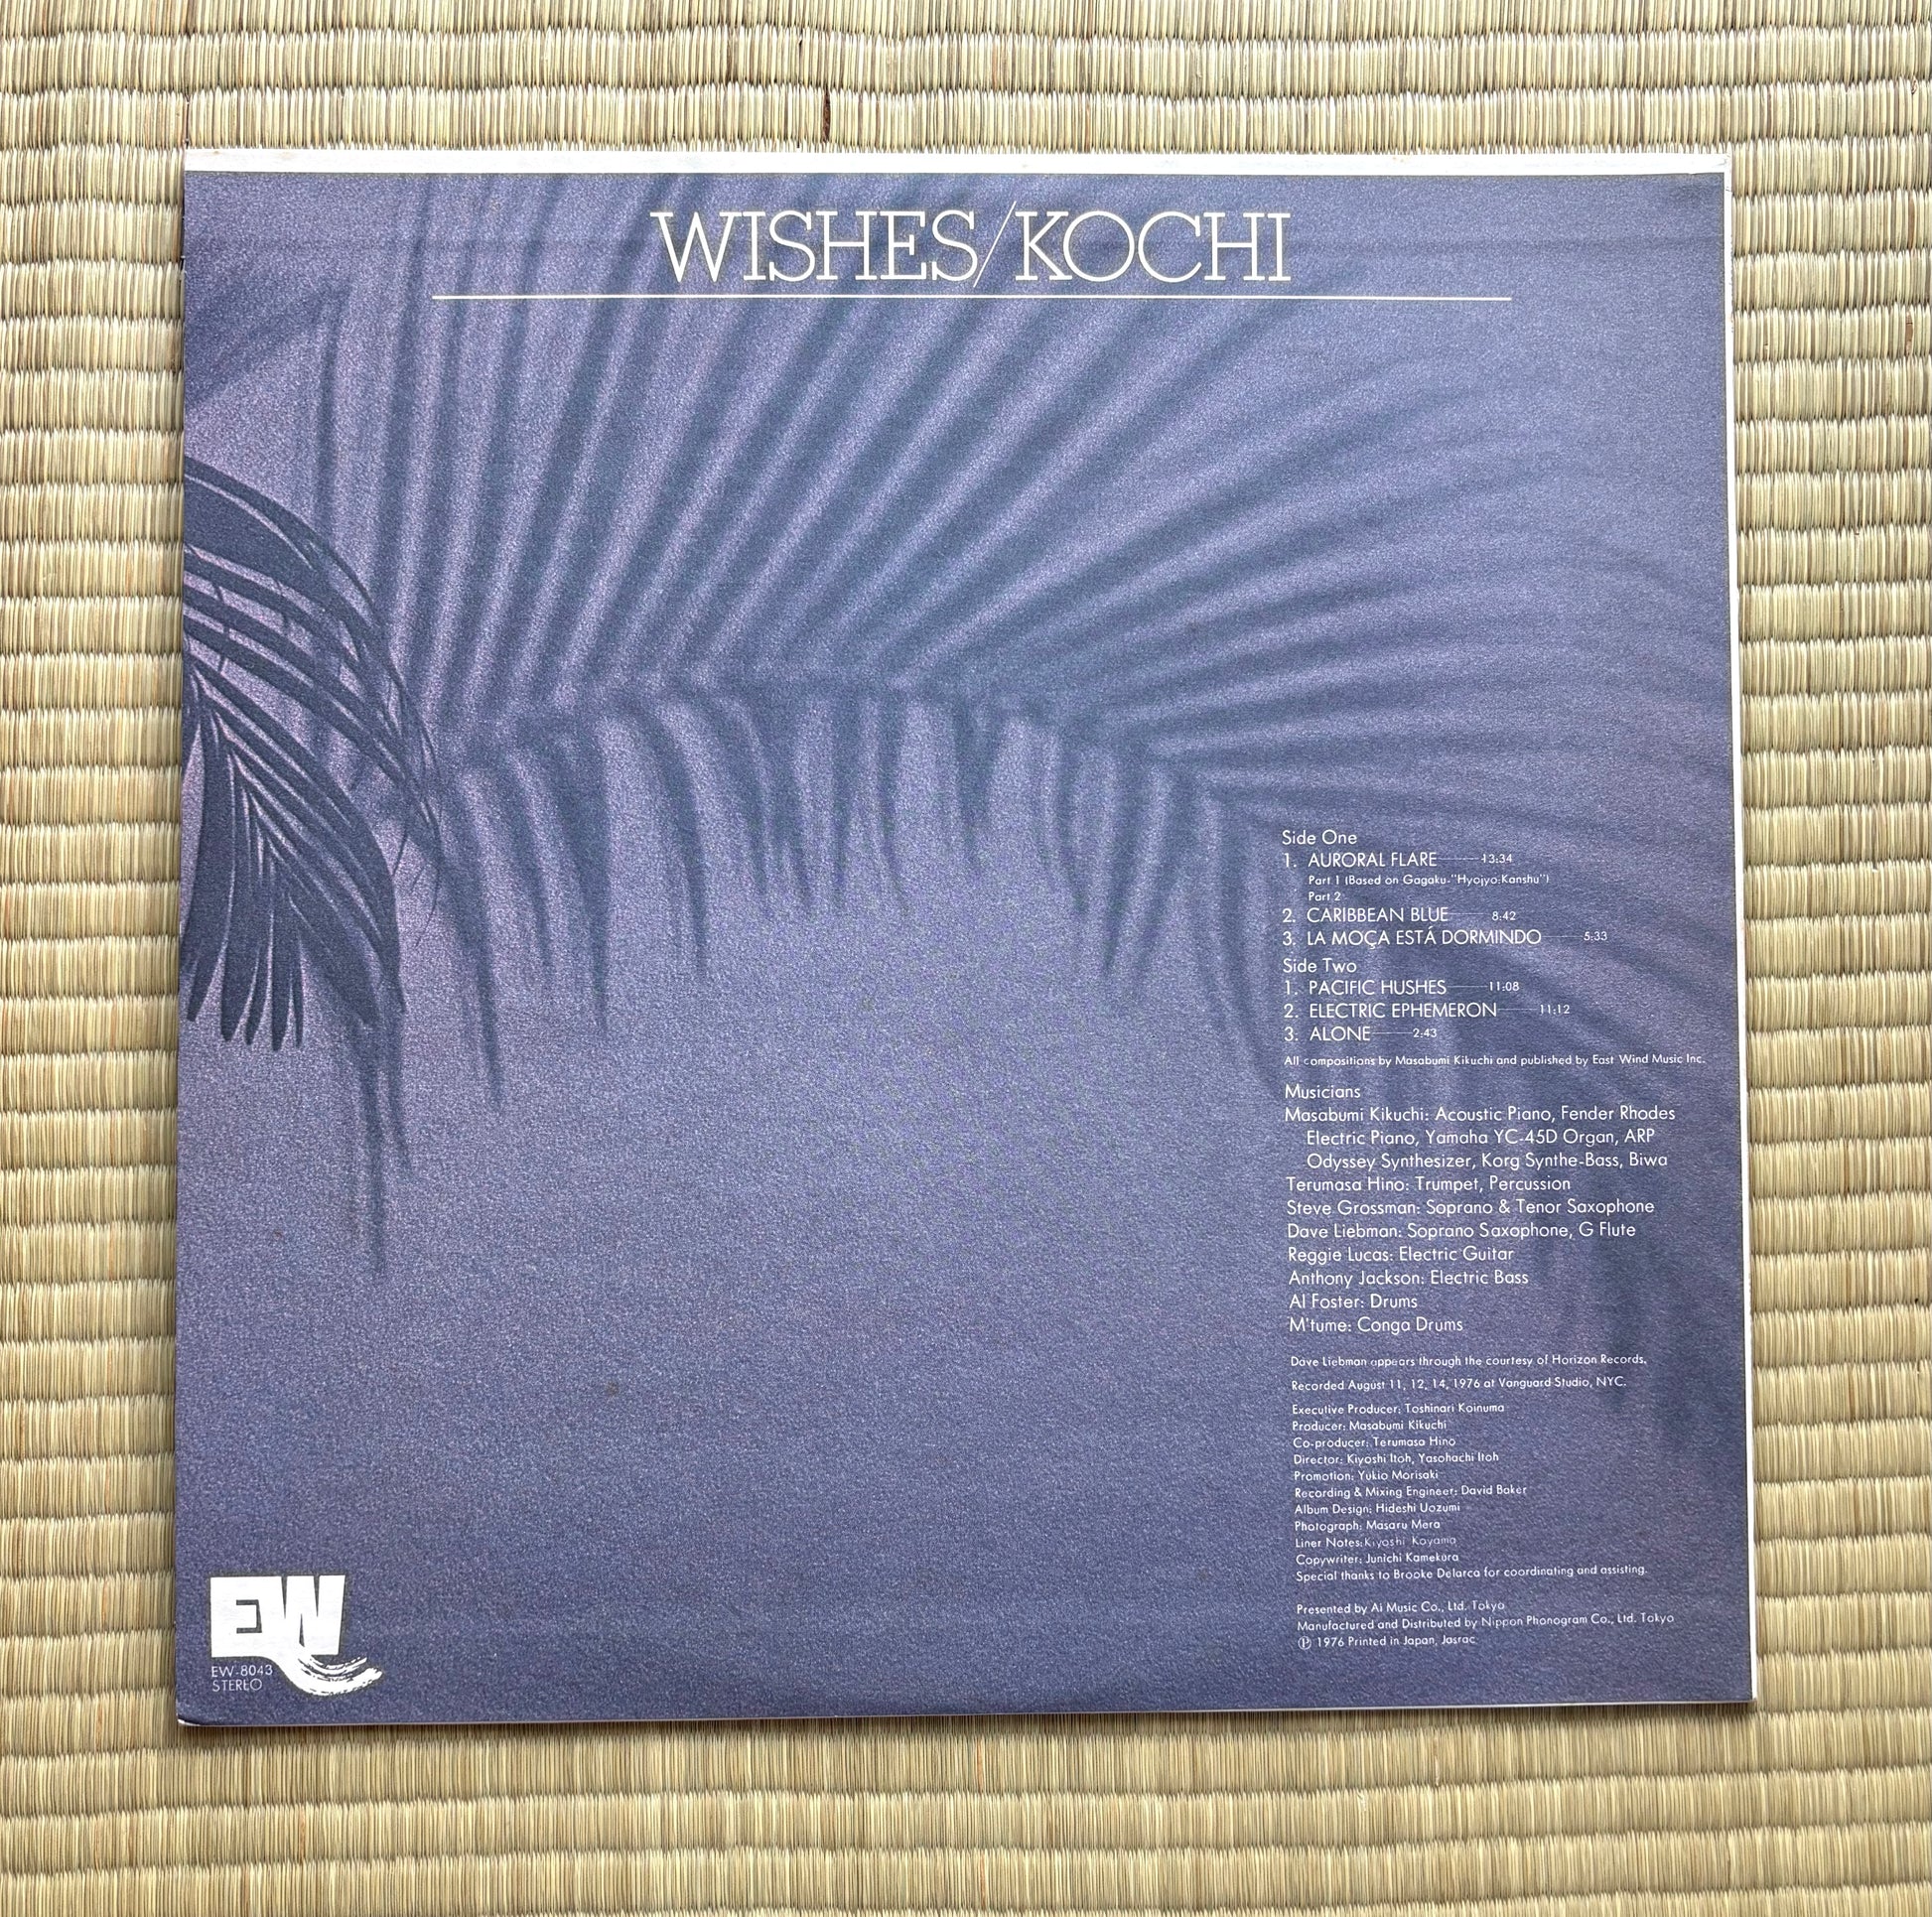 WISHES/KOCHI
Side One
1. AURORAL FLARE 13:34
Part 1 (Based on Gagaku-"Hyojyo:Kanshu")
Part 2
2. CARIBBEAN BLUE 8:42
3. LA MOÇA ESTÁ DORMINDO 5:33
Side Two
1. PACIFIC HUSHES 11:08
2. ELECTRIC EPHEMERON 11:12
3. ALONE 2:43
All compositions by Masabumi Kikuchi and published by East Wind Music Inc.
Musicians
Masabumi Kikuchi: Acoustic Piano, Fender Rhodes
Electric Piano, Yamaha YC-45D Organ, ARP
Odyssey Synthesizer, Korg Synthe-Bass, Biwa
Terumasa Hino: Trumpet, Percussion
Steve Grossman: Soprano & Tenor Saxophone
Dave Liebman: Soprano Saxophone, G Flute
Reggie Lucas: Electric Guitar
Anthony Jackson: Electric Bass
Al Foster: Drums
M'tume: Conga Drums
Dave Liebman appears through the courtesy of Horizon Records.
Recorded August 11, 12, 14, 1976 at Vanguard Studio, NYC.
Executive Producer: Toshinari Koinuma
Producer: Masabumi Kikuchi
Co-producer: Terumasa Hino
Director: Kiyoshi Itoh, Yasohachi Itoh
Promotion: Yukio Morisaki
Recording & Mixing Engineer: David Baker
Album Design: Hideshi Uozumi
Photograph: Masaru Mera
Liner Notes: Kiyoshi Koyama
Copywriter: Junichi Kamekura
Special thanks to Brooke Delarco for coordinating and assisting.
Presented by Ai Music Co., Ltd. Tokyo
Manufactured and Distributed by Nippon Phonogram Co., Ltd. Tokyo
Ⓟ 1976 Printed in Japan, Jasrac
EW
EW-8043
STEREO